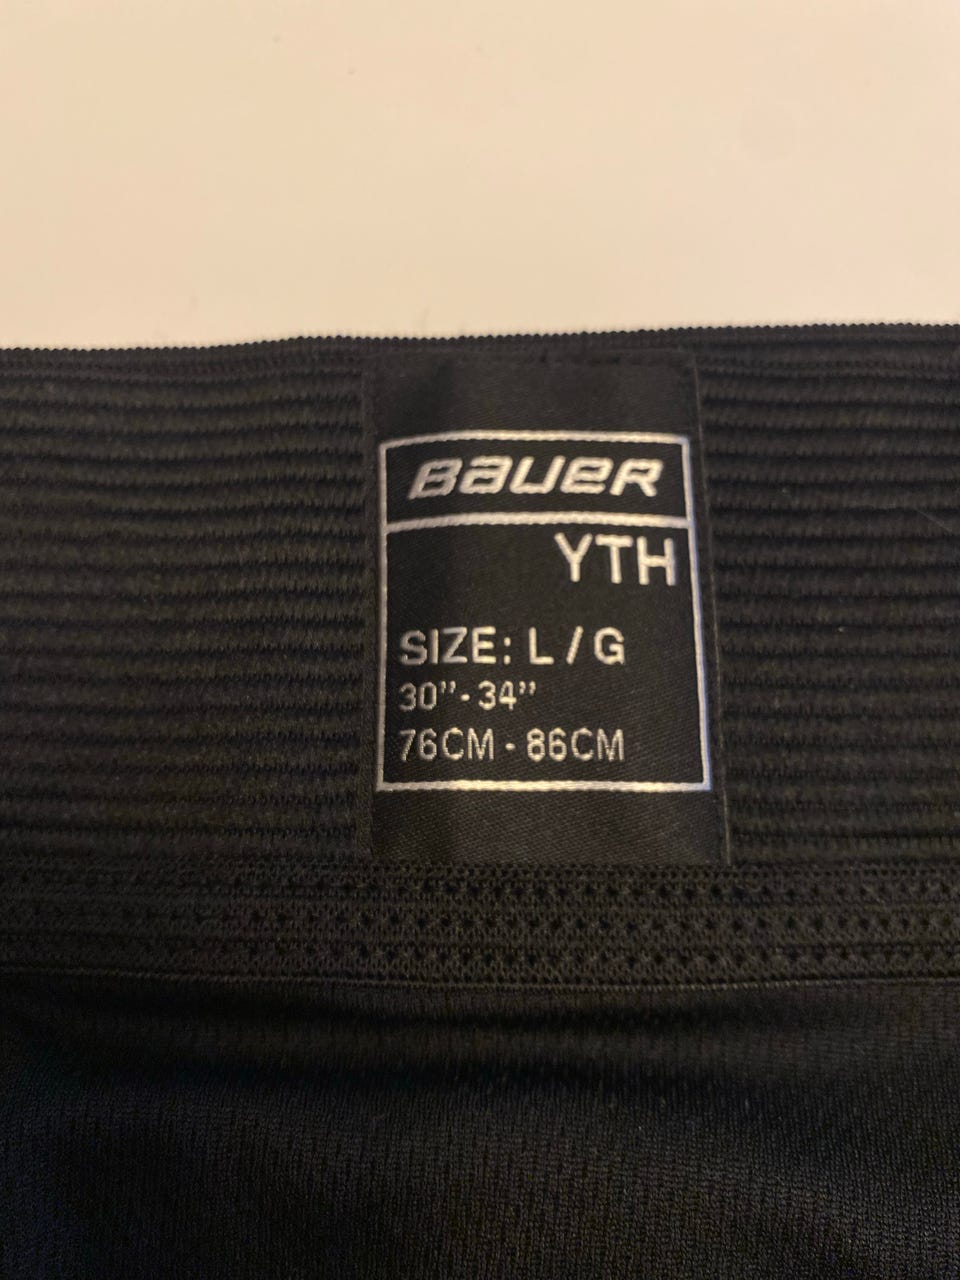 BAUER
YTH
SIZE: L / G
30”-34”
76CM - 86CM